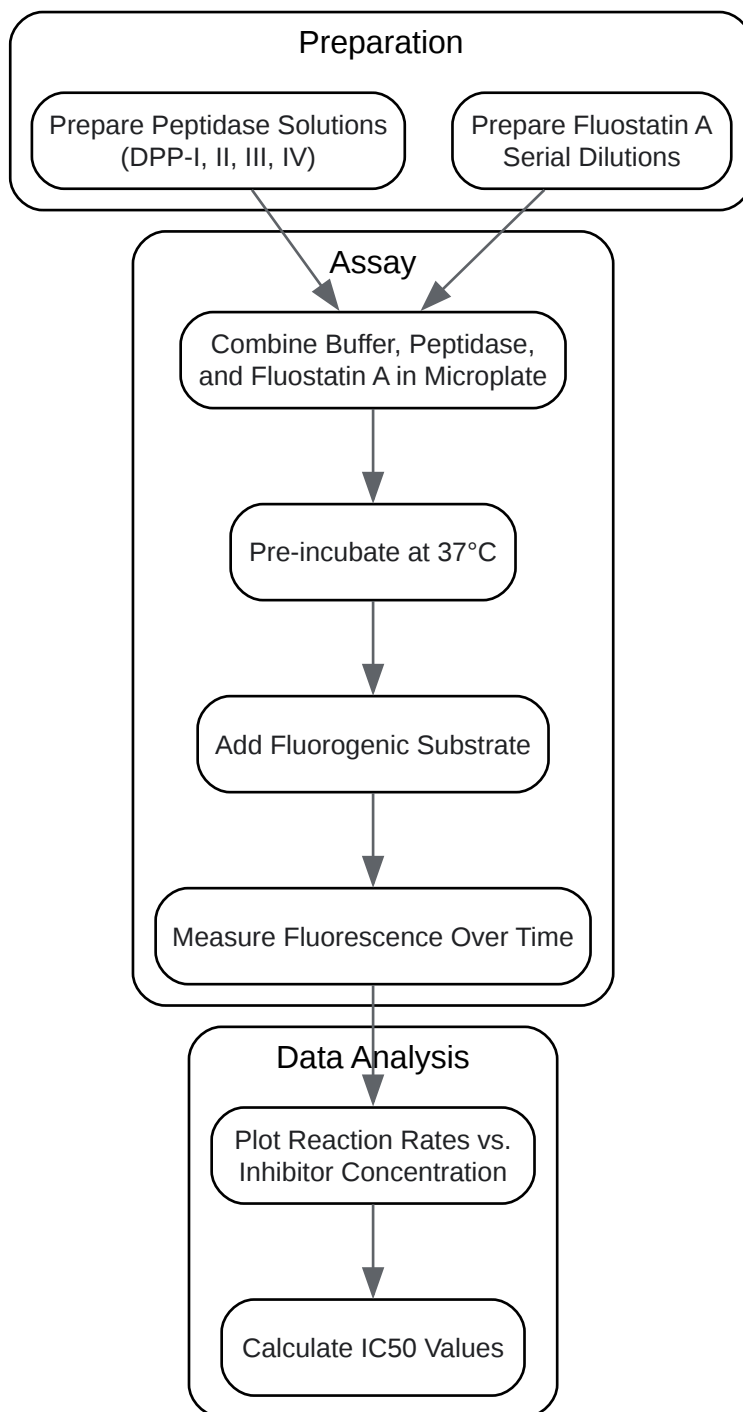 Preparation
Prepare Peptidase Solutions
(DPP-I, II, III, IV)
Prepare Fluostatin A
Serial Dilutions
Assay
Combine Buffer, Peptidase,
and Fluostatin A in Microplate
Pre-incubate at 37°C
Add Fluorogenic Substrate
Measure Fluorescence Over Time
Data Analysis
Plot Reaction Rates vs.
Inhibitor Concentration
Calculate IC50 Values